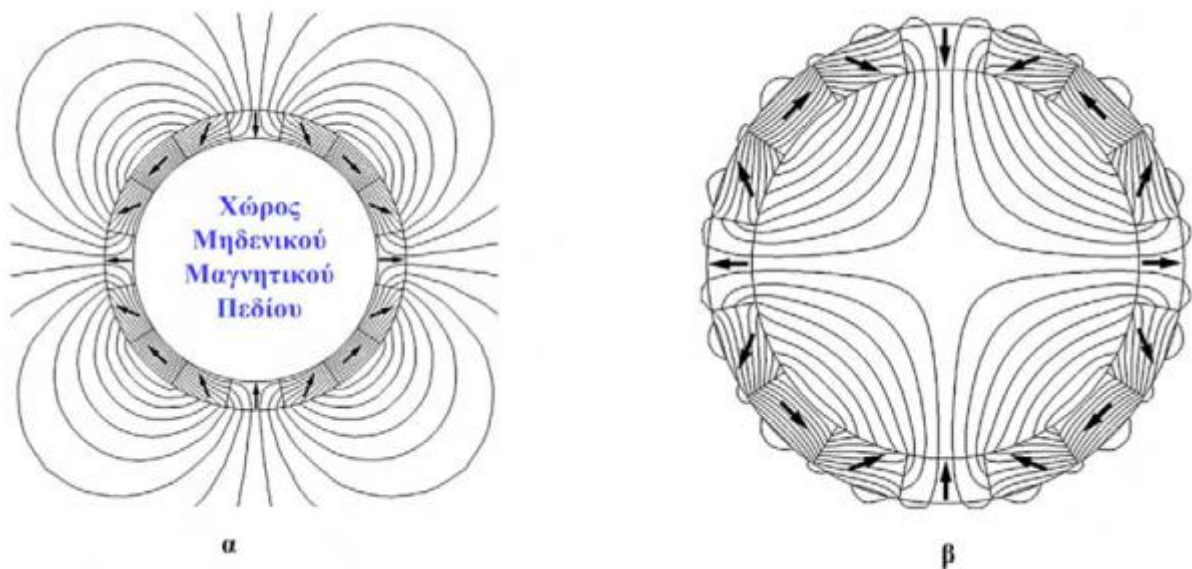 Χώρος
Μηδενικού
Μαγνητικού
Πεδίου
α
β